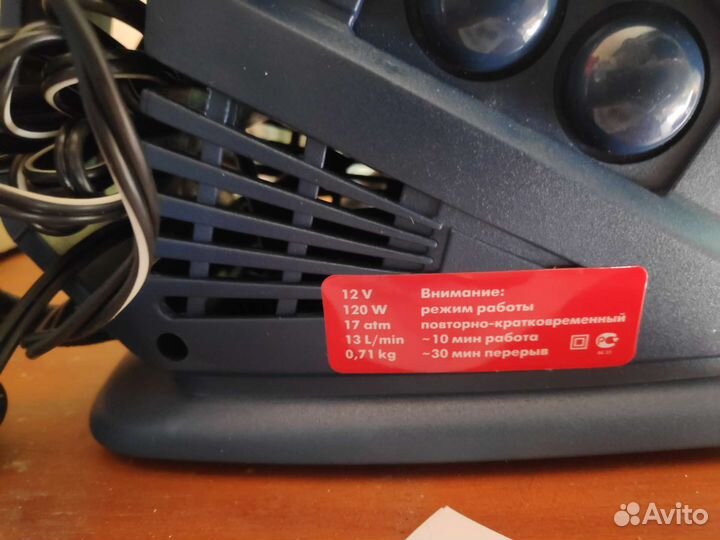 12 V
120 W
17 atm
13 L/min
0,71 kg
Внимание:
режим работы
повторно-кратковременный
~10 мин работа
~30 мин перерыв
Avito